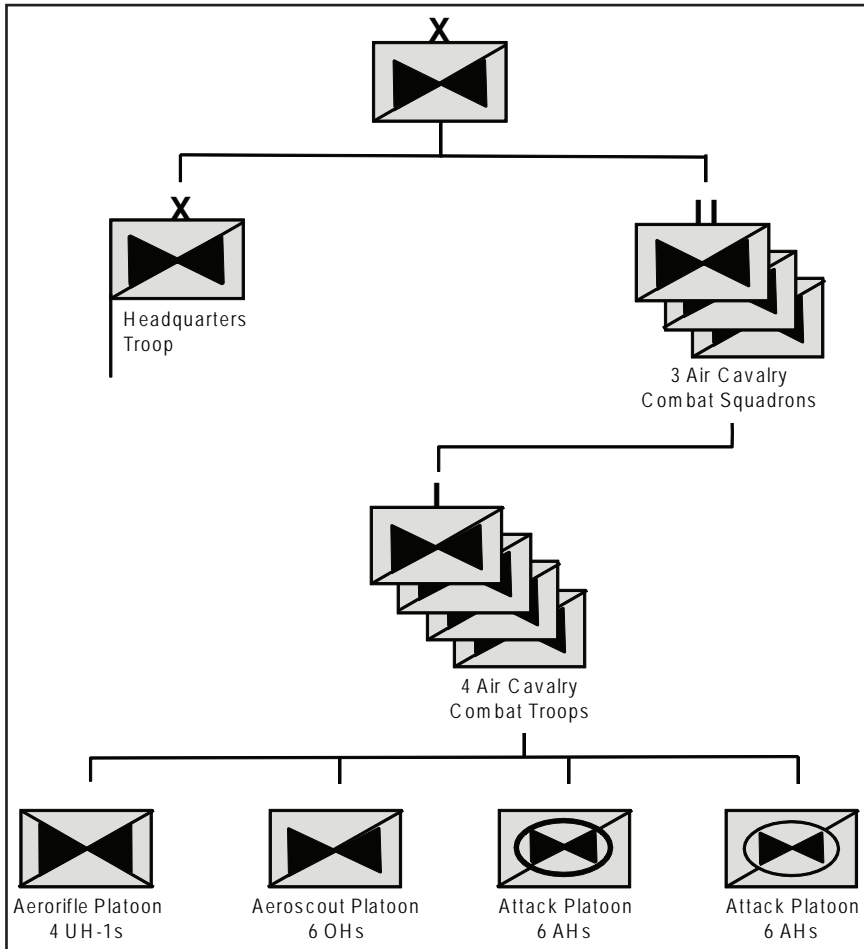 X
X
Headquarters
Troop
II
3 Air Cavalry
Combat Squadrons
I
4 Air Cavalry
Combat Troops
Aerorifle Platoon
4 UH-1s
Aeroscout Platoon
6 OHs
Attack Platoon
6 AHs
Attack Platoon
6 AHs